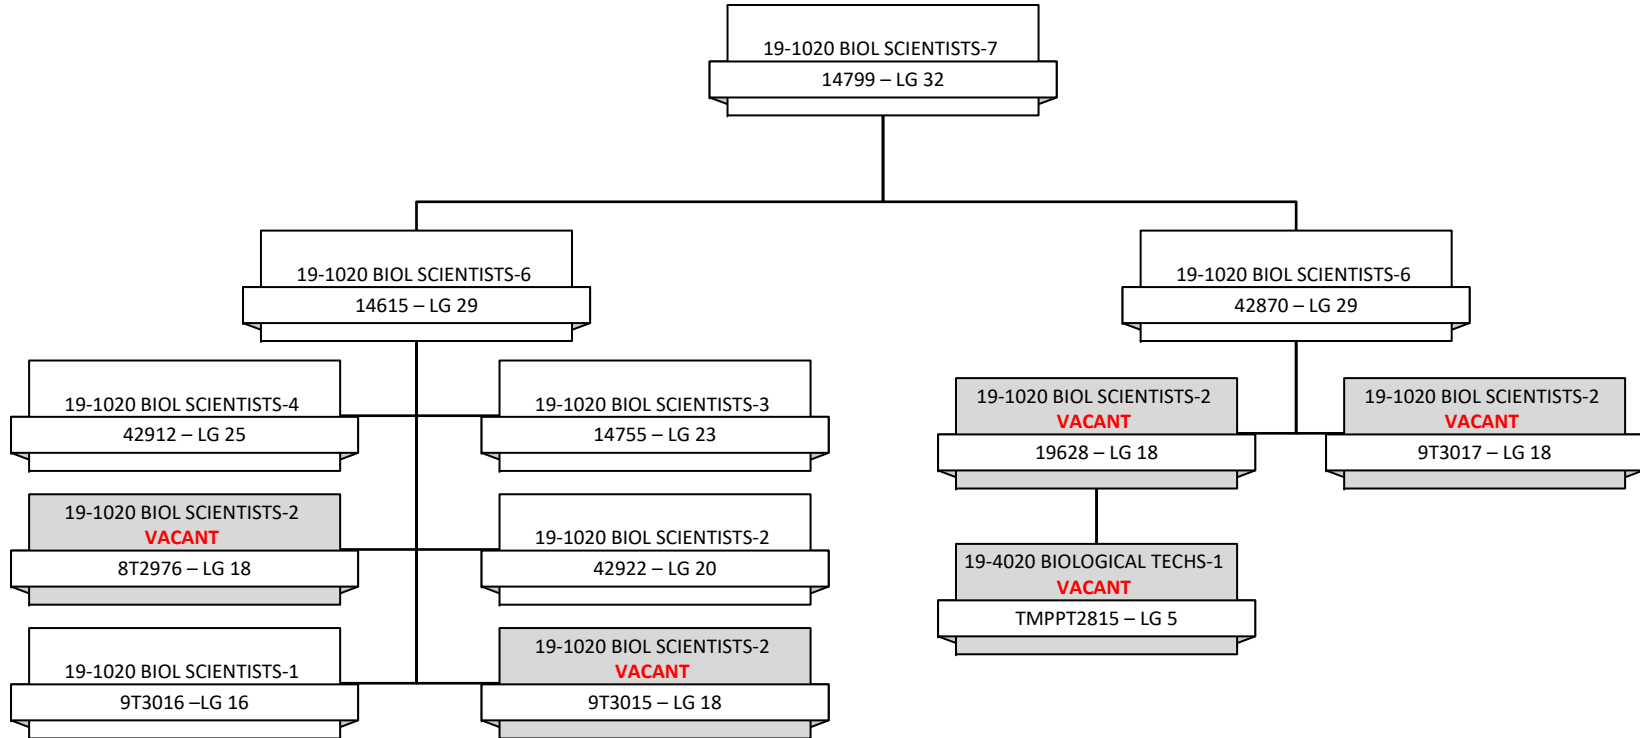 19-1020 BIOL SCIENTISTS-7
14799 – LG 32
19-1020 BIOL SCIENTISTS-6
14615 – LG 29
19-1020 BIOL SCIENTISTS-6
42870 – LG 29
19-1020 BIOL SCIENTISTS-4
42912 – LG 25
19-1020 BIOL SCIENTISTS-3
14755 – LG 23
19-1020 BIOL SCIENTISTS-2
VACANT
19628 – LG 18
19-1020 BIOL SCIENTISTS-2
VACANT
9T3017 – LG 18
19-1020 BIOL SCIENTISTS-2
VACANT
8T2976 – LG 18
19-1020 BIOL SCIENTISTS-2
42922 – LG 20
19-4020 BIOLOGICAL TECHS-1
VACANT
TMPPT2815 – LG 5
19-1020 BIOL SCIENTISTS-1
9T3016 –LG 16
19-1020 BIOL SCIENTISTS-2
VACANT
9T3015 – LG 18